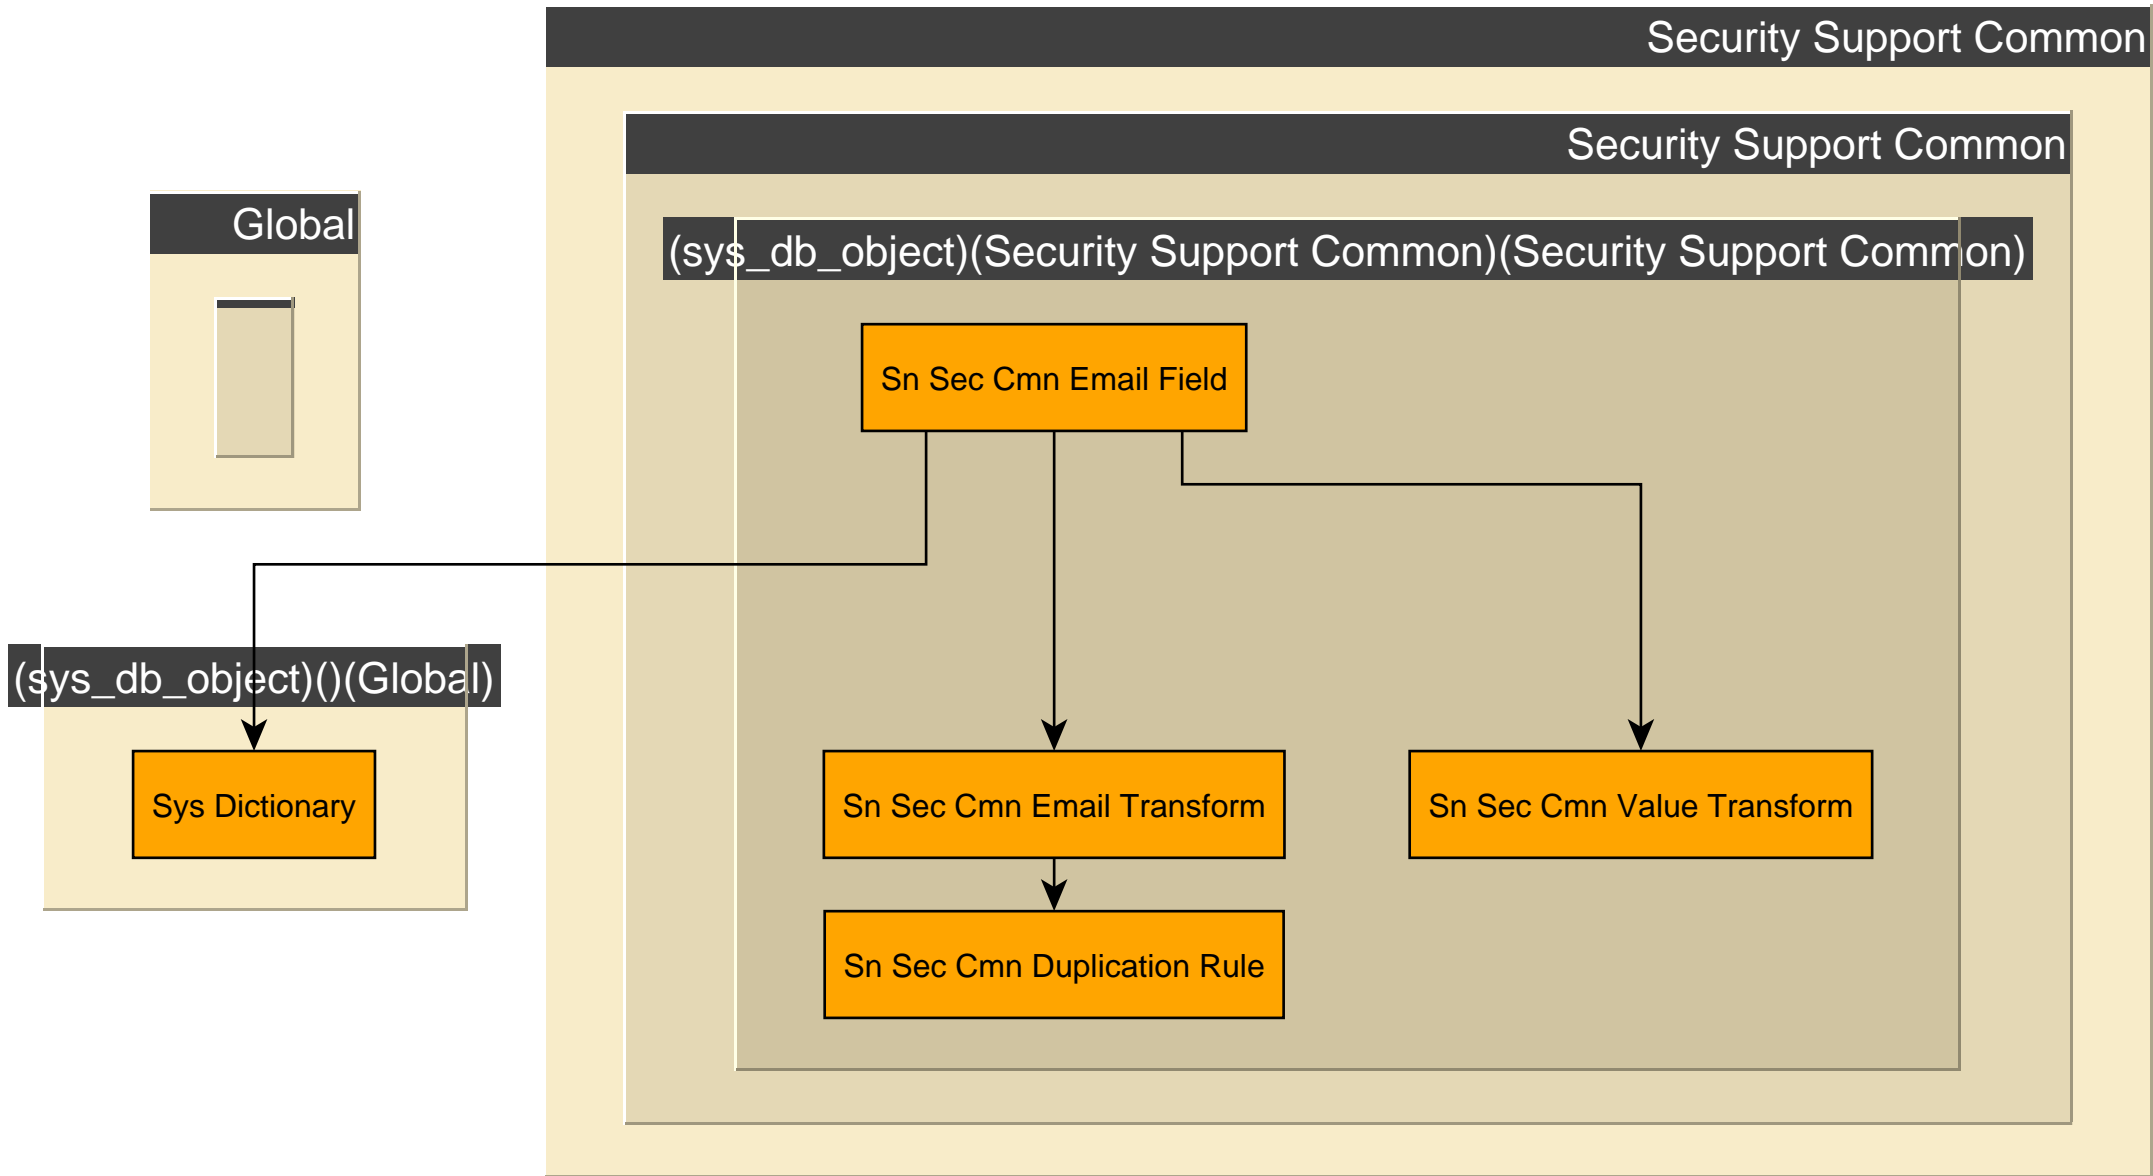 Security Support Common
Security Support Common
Global
(sys_db_object)(Security Support Common)(Security Support Common)
Sn Sec Cmn Email Field
(sys_db_object)()(Global)
Sys Dictionary
Sn Sec Cmn Email Transform
Sn Sec Cmn Value Transform
Sn Sec Cmn Duplication Rule